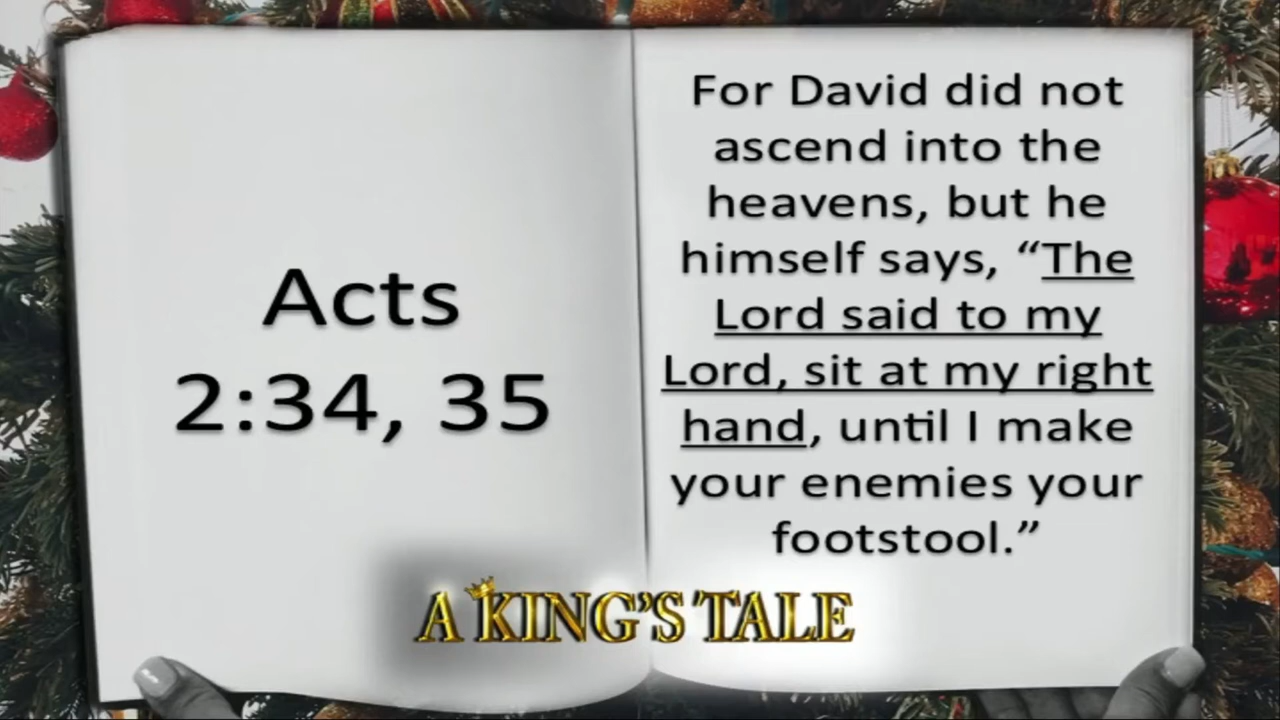 Acts
2:34, 35
For David did not
ascend into the
heavens, but he
himself says, “The
Lord said to my
Lord, sit at my right
hand, until I make
your enemies your
footstool.”
A KING'S TALE